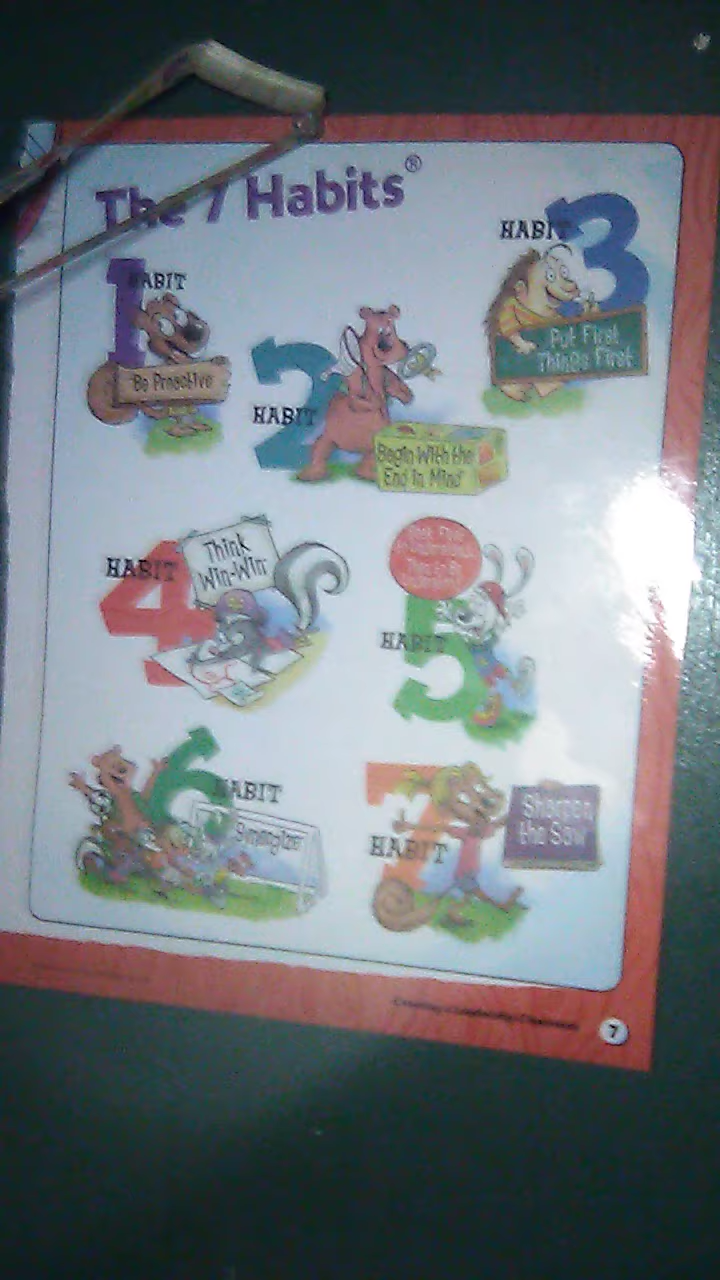 The 7 Habits®
HABIT 1
Be Proactive
HABIT 2
Begin With the
End in Mind
HABIT 3
Put First
Things First
HABIT 4
Think
Win-Win
HABIT 5
HABIT 6
Synergize
HABIT 7
Sharpen
the Saw
7